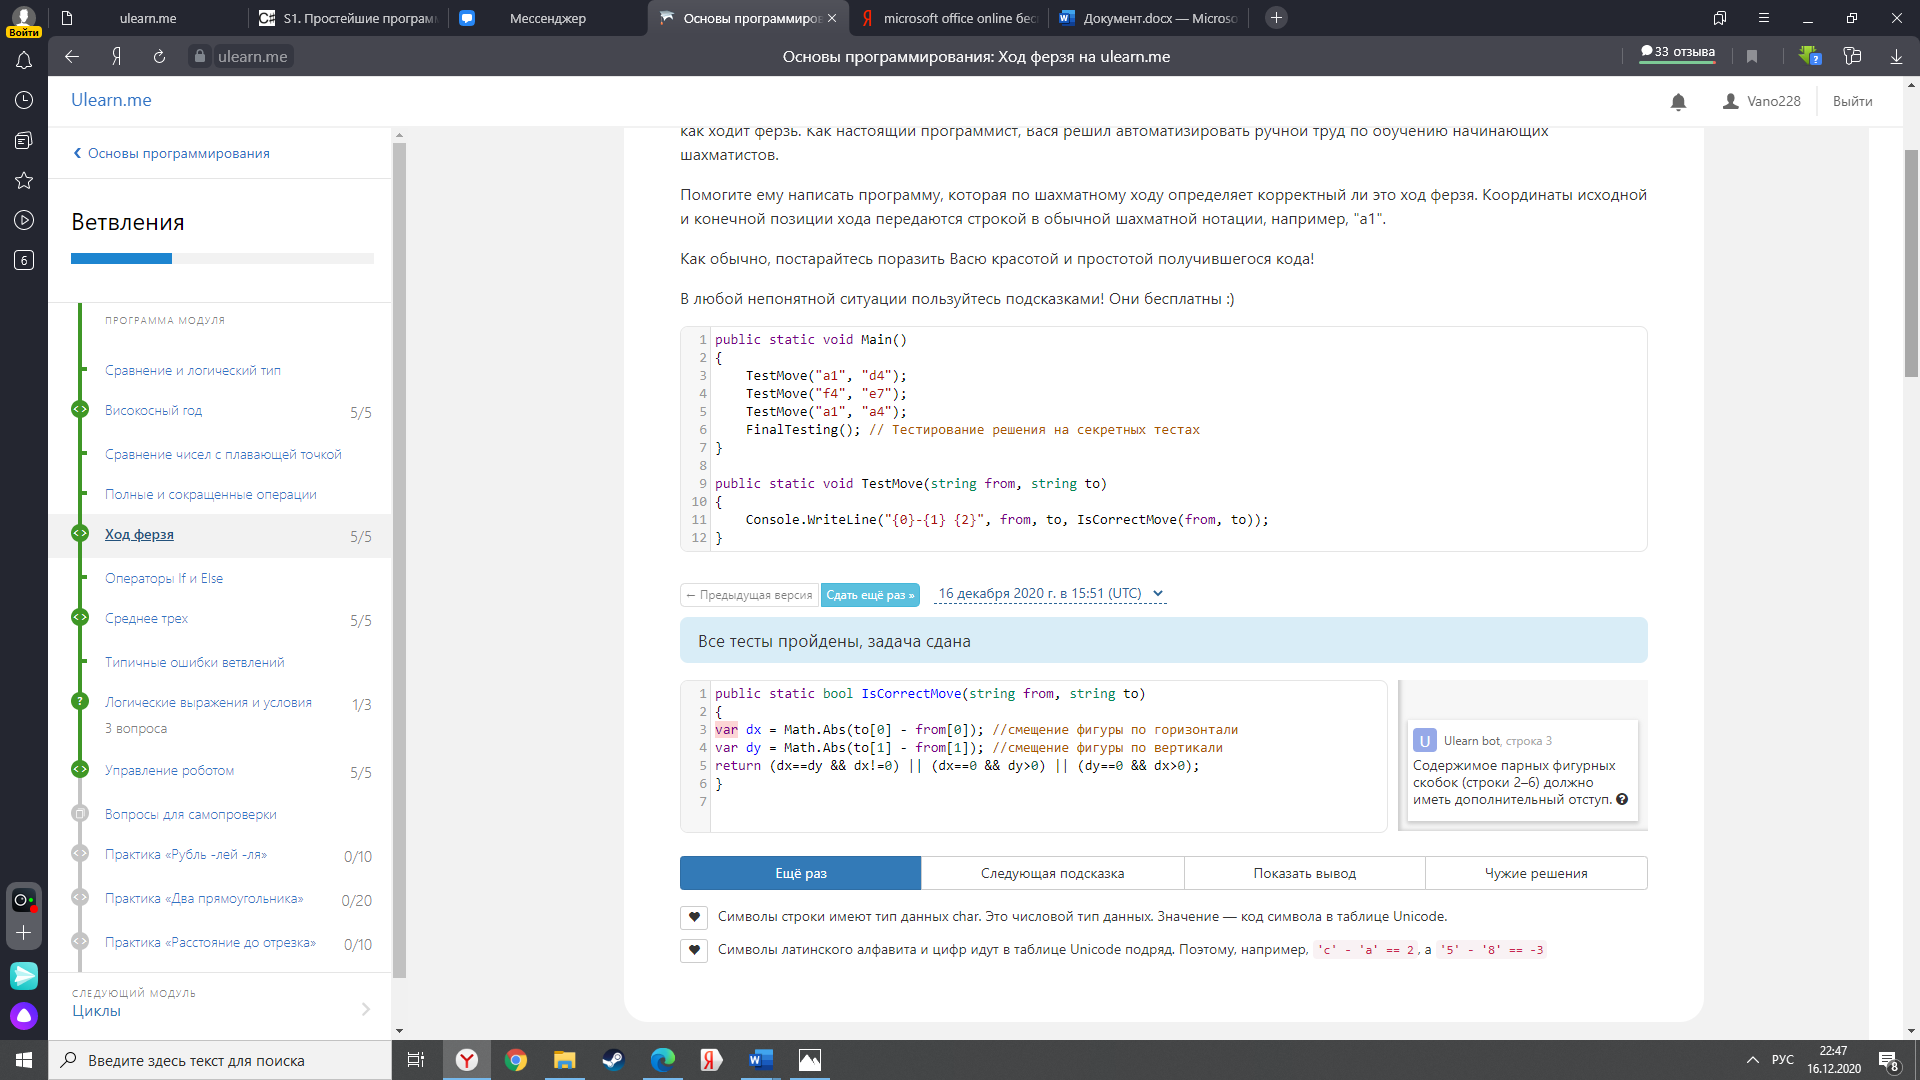 Войти
ulearn.me
S1. Простейшие програм
Мессенджер
Основы программиров
microsoft office online бес
Документ.docx — Microso
ulearn.me
Основы программирования: Ход ферзя на ulearn.me
33 отзыва
Ulearn.me
Vano228
Выйти
6
Основы программирования
Ветвления
ПРОГРАММА МОДУЛЯ
Сравнение и логический тип
Високосный год 5/5
Сравнение чисел с плавающей точкой
Полные и сокращенные операции
Ход ферзя 5/5
Операторы If и Else
Среднее трех 5/5
Типичные ошибки ветвлений
Логические выражения и условия 1/3
3 вопроса
Управление роботом 5/5
Вопросы для самопроверки
Практика «Рубль -лей -ля» 0/10
Практика «Два прямоугольника» 0/20
Практика «Расстояние до отрезка» 0/10
СЛЕДУЮЩИЙ МОДУЛЬ
Циклы
как ходит ферзь. Как настоящий программист, Вася решил автоматизировать ручной труд по обучению начинающих
шахматистов.
Помогите ему написать программу, которая по шахматному ходу определяет корректный ли это ход ферзя. Координаты исходной
и конечной позиции хода передаются строкой в обычной шахматной нотации, например, "a1".
Как обычно, постарайтесь поразить Васю красотой и простотой получившегося кода!
В любой непонятной ситуации пользуйтесь подсказками! Они бесплатны :)
1 public static void Main()
2 {
3 TestMove("a1", "d4");
4 TestMove("f4", "e7");
5 TestMove("a1", "a4");
6 FinalTesting(); // Тестирование решения на секретных тестах
7 }
8
9 public static void TestMove(string from, string to)
10 {
11 Console.WriteLine("{0}-{1} {2}", from, to, IsCorrectMove(from, to));
12 }
← Предыдущая версия Сдать ещё раз » 16 декабря 2020 г. в 15:51 (UTC)
Все тесты пройдены, задача сдана
1 public static bool IsCorrectMove(string from, string to)
2 {
3 var dx = Math.Abs(to[0] - from[0]); //смещение фигуры по горизонтали
4 var dy = Math.Abs(to[1] - from[1]); //смещение фигуры по вертикали
5 return (dx==dy && dx!=0) || (dx==0 && dy>0) || (dy==0 && dx>0);
6 }
7
U Ulearn bot, строка 3
Содержимое парных фигурных
скобок (строки 2–6) должно
иметь дополнительный отступ.
Ещё раз
Следующая подсказка
Показать вывод
Чужие решения
Символы строки имеют тип данных char. Это числовой тип данных. Значение — код символа в таблице Unicode.
Символы латинского алфавита и цифр идут в таблице Unicode подряд. Поэтому, например, 'c' - 'a' == 2, а '5' - '8' == -3
Введите здесь текст для поиска
РУС
22:47
16.12.2020
8